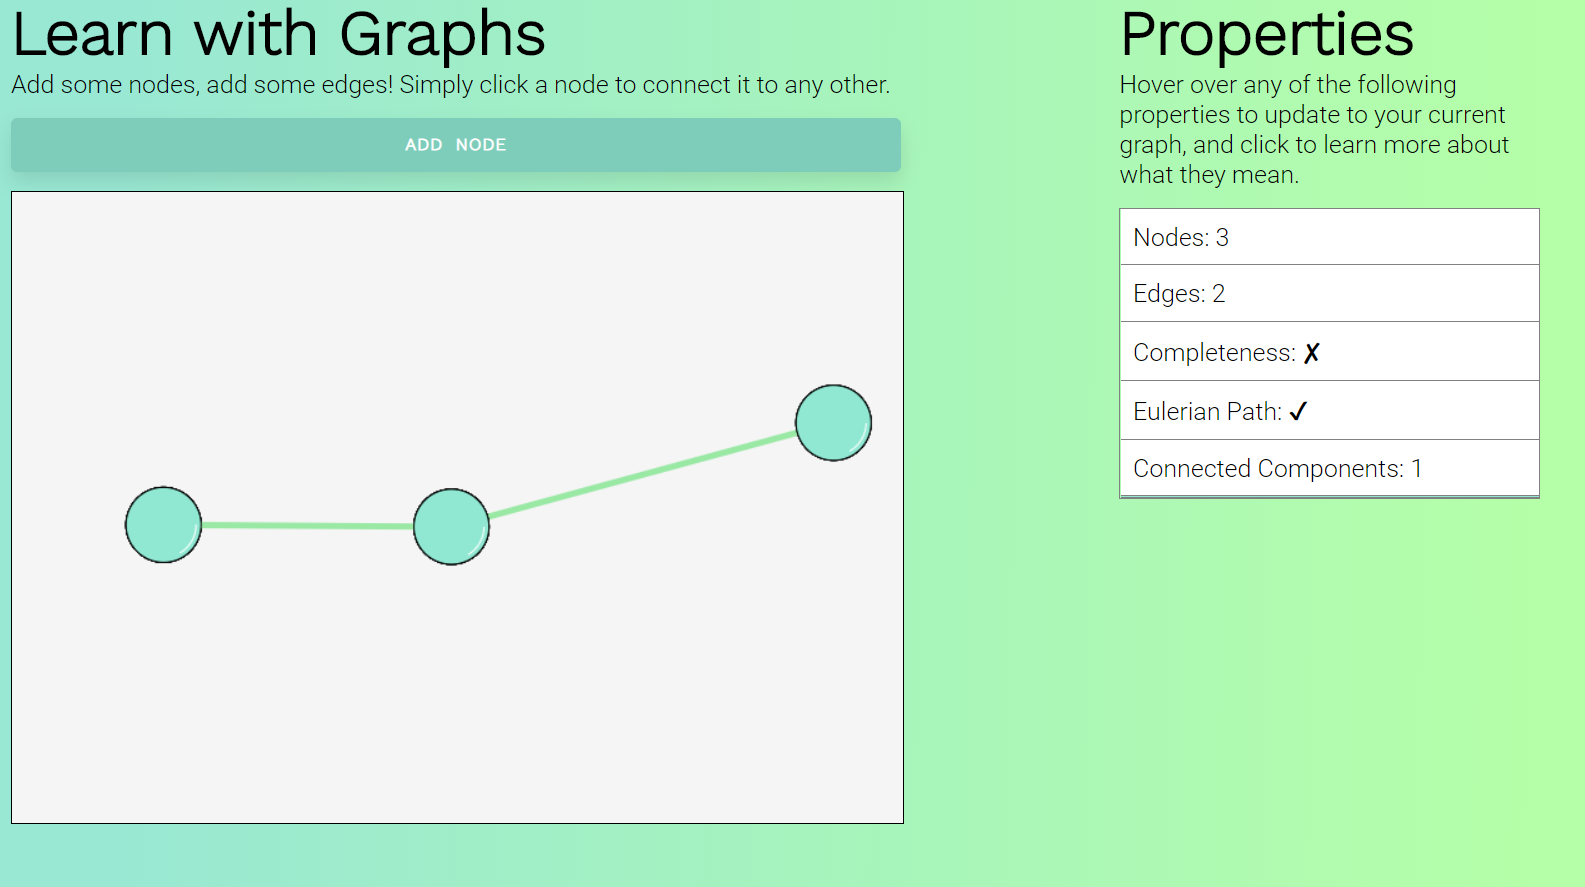 Learn with Graphs
Add some nodes, add some edges! Simply click a node to connect it to any other.
ADD NODE
Properties
Hover over any of the following
properties to update to your current
graph, and click to learn more about
what they mean.
Nodes: 3
Edges: 2
Completeness: ✗
Eulerian Path: ✓
Connected Components: 1